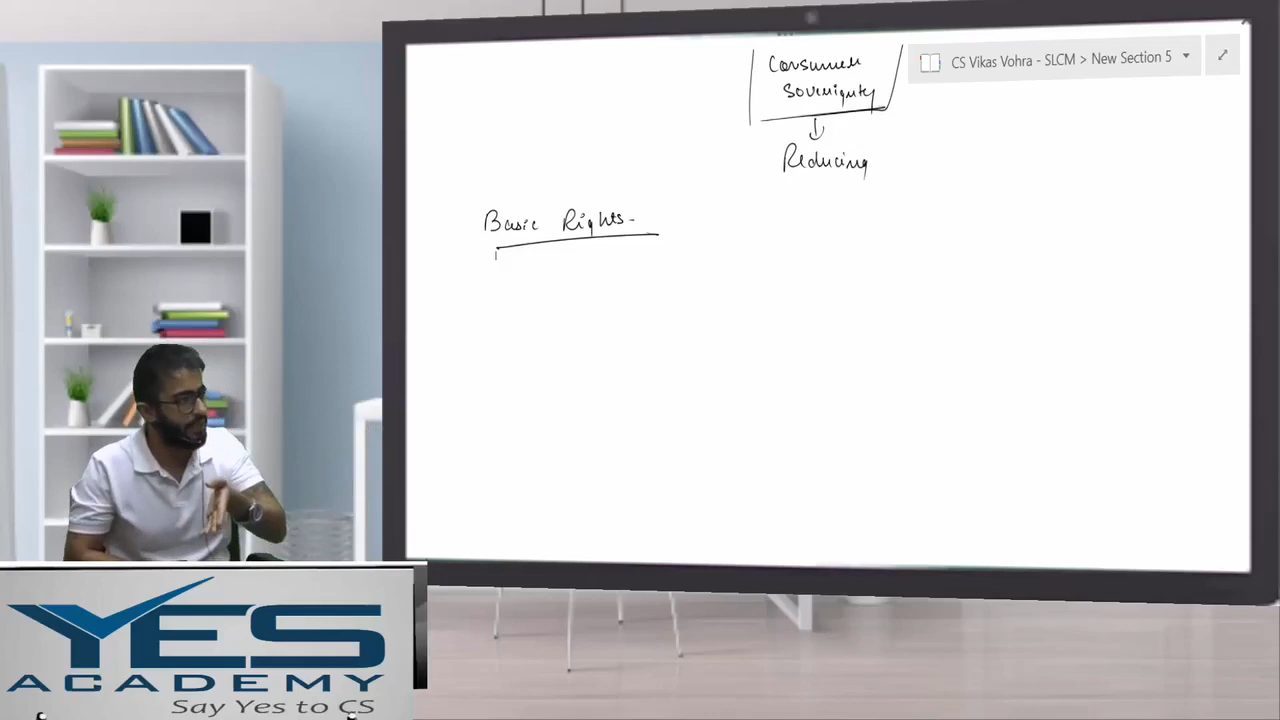 Consumer
Sovereignty
Reducing
CS Vikas Vohra - SLCM > New Section 5
Basic Rights-
YES
ACADEMY
Say Yes to CS